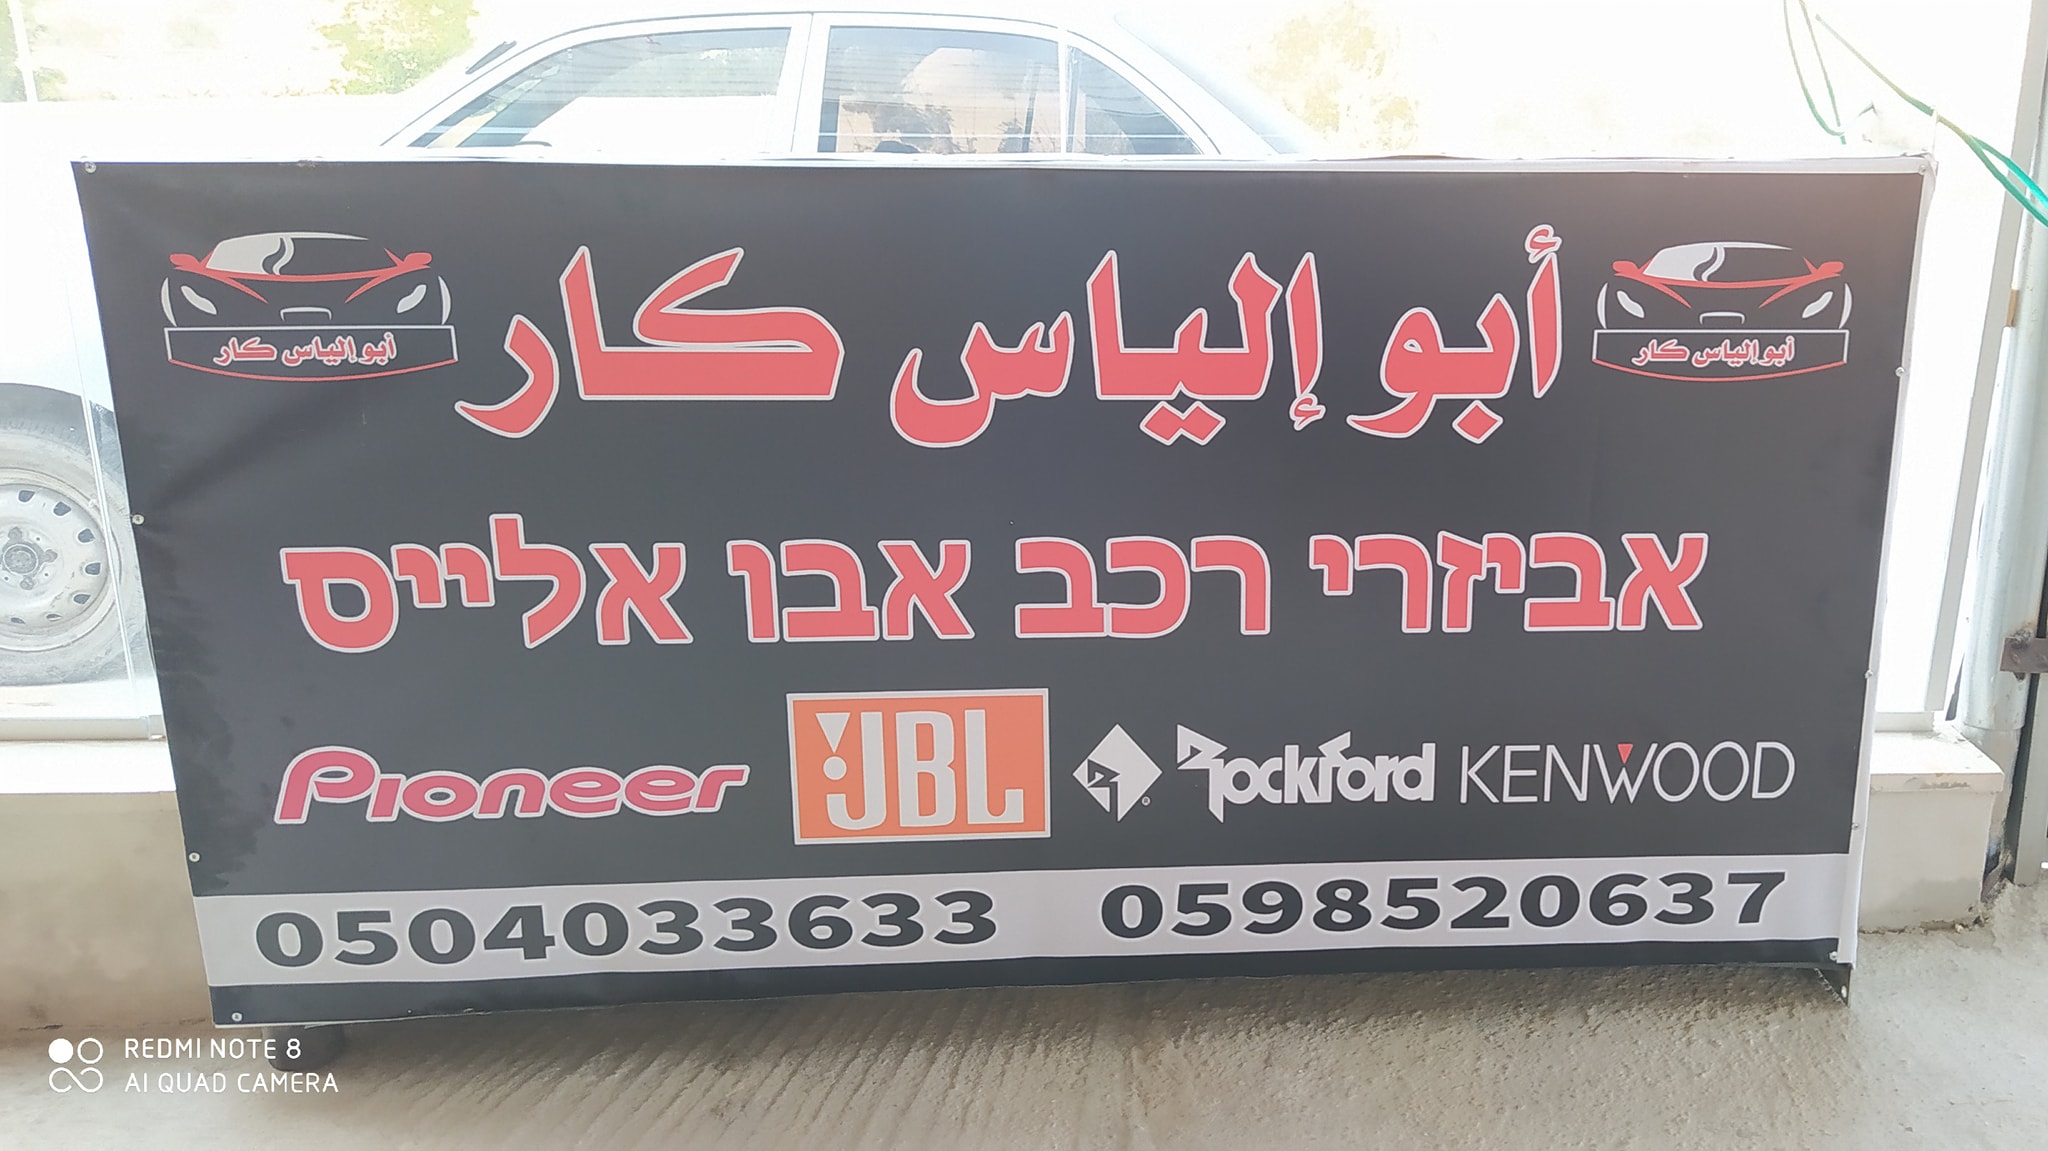 أبو إلياس كار
أبو إلياس كار
أبو إلياس كار
אביזרי רכב אבו אלייס
Pioneer JBL Rockford KENWOOD
0504033633 0598520637
REDMI NOTE 8
AI QUAD CAMERA